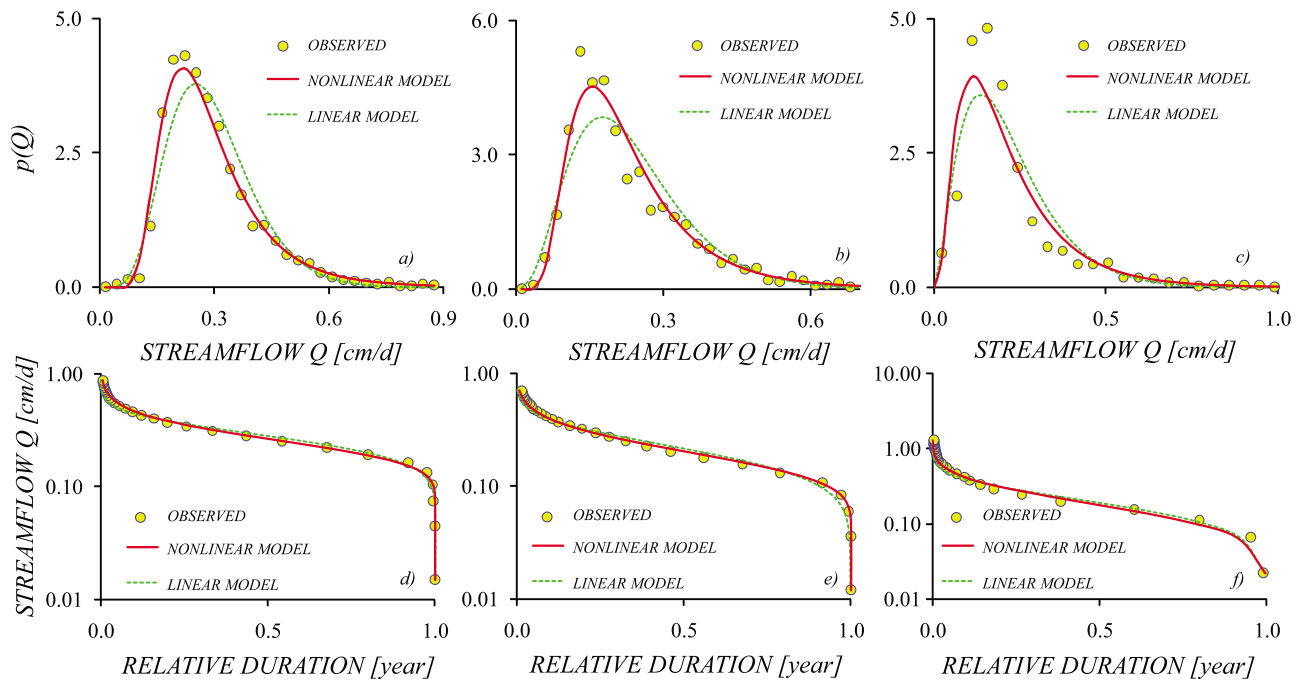 5.0
2.5
0.0
p(Q)
OBSERVED
NONLINEAR MODEL
LINEAR MODEL
a)
0.0
0.3
0.6
0.9
STREAMFLOW Q [cm/d]
6.0
3.0
0.0
OBSERVED
NONLINEAR MODEL
LINEAR MODEL
b)
0.0
0.3
0.6
STREAMFLOW Q [cm/d]
5.0
2.5
0.0
OBSERVED
NONLINEAR MODEL
LINEAR MODEL
c)
0.0
0.5
1.0
STREAMFLOW Q [cm/d]
STREAMFLOW Q [cm/d]
1.00
0.10
0.01
OBSERVED
NONLINEAR MODEL
LINEAR MODEL
d)
0.0
0.5
1.0
RELATIVE DURATION [year]
1.00
0.10
0.01
OBSERVED
NONLINEAR MODEL
LINEAR MODEL
e)
0.0
0.5
1.0
RELATIVE DURATION [year]
10.00
1.00
0.10
0.01
OBSERVED
NONLINEAR MODEL
LINEAR MODEL
f)
0.0
0.5
1.0
RELATIVE DURATION [year]